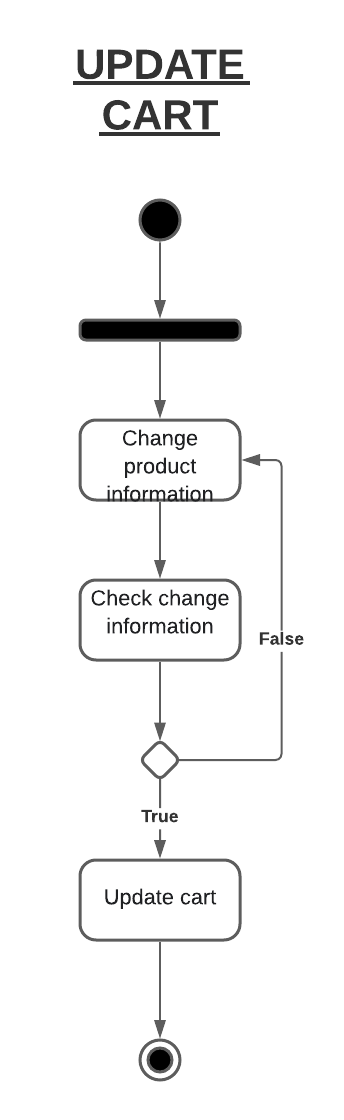 UPDATE
CART
Change
product
information
Check change
information
False
True
Update cart